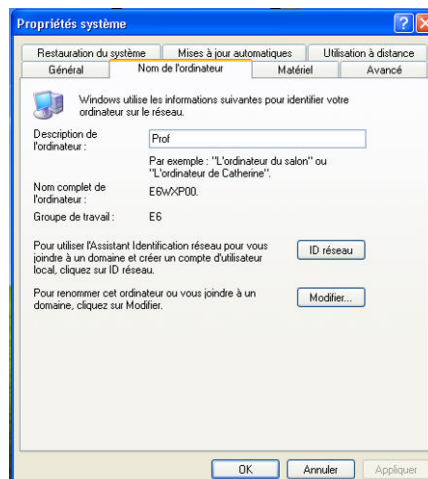 Propriétés système
Restauration du système Mises à jour automatiques Utilisation à distance
Général Nom de l'ordinateur Matériel Avancé
Windows utilise les informations suivantes pour identifier votre
ordinateur sur le réseau.
Description de
l'ordinateur :
Prof
Par exemple : "L'ordinateur du salon" ou
"L'ordinateur de Catherine".
Nom complet de
l'ordinateur :
E6WXP00.
Groupe de travail : E6
Pour utiliser l'Assistant Identification réseau pour vous
joindre à un domaine et créer un compte d'utilisateur
local, cliquez sur ID réseau.
ID réseau
Pour renommer cet ordinateur ou vous joindre à un
domaine, cliquez sur Modifier.
Modifier...
OK Annuler Appliquer